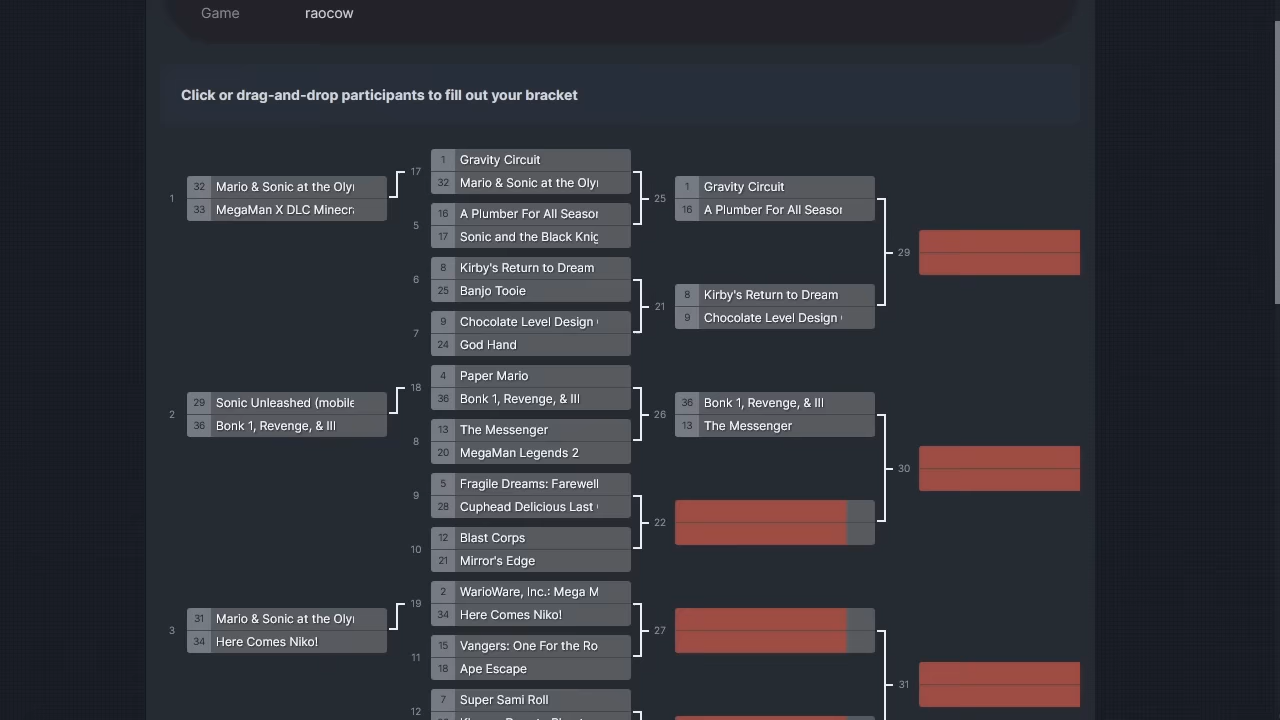 Game raocow
Click or drag-and-drop participants to fill out your bracket
1
32 Mario & Sonic at the Oly
33 MegaMan X DLC Minecr
2
29 Sonic Unleashed (mobile
36 Bonk 1, Revenge, & III
3
31 Mario & Sonic at the Oly
34 Here Comes Niko!
17
1 Gravity Circuit
32 Mario & Sonic at the Oly
5
16 A Plumber For All Season
17 Sonic and the Black Knig
6
8 Kirby's Return to Dream
25 Banjo Tooie
7
9 Chocolate Level Design
24 God Hand
18
4 Paper Mario
36 Bonk 1, Revenge, & III
8
13 The Messenger
20 MegaMan Legends 2
9
5 Fragile Dreams: Farewell
28 Cuphead Delicious Last
10
12 Blast Corps
21 Mirror's Edge
19
2 WarioWare, Inc.: Mega M
34 Here Comes Niko!
11
15 Vangers: One For the Ro
18 Ape Escape
12
7 Super Sami Roll
25
1 Gravity Circuit
16 A Plumber For All Season
21
8 Kirby's Return to Dream
9 Chocolate Level Design
26
36 Bonk 1, Revenge, & III
13 The Messenger
22
27
29
30
31